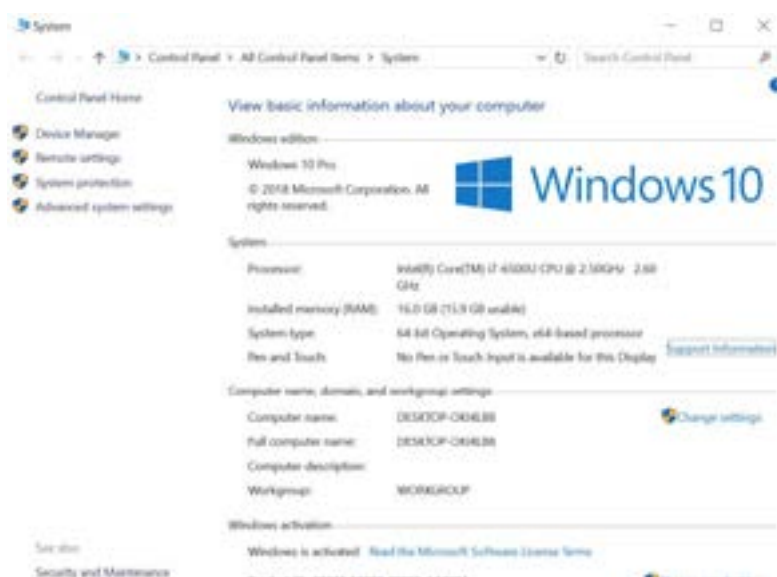 System
Control Panel > All Control Panel Items > System
Search Control Panel
Control Panel Home
Device Manager
Remote settings
System protection
Advanced system settings
View basic information about your computer
Windows edition
Windows 10 Pro
© 2018 Microsoft Corporation. All
rights reserved.
Windows 10
System
Processor: Intel(R) Core(TM) i7-6500U CPU @ 2.50GHz 2.60
GHz
Installed memory (RAM): 16.0 GB (15.9 GB usable)
System type: 64-bit Operating System, x64-based processor
Pen and Touch: No Pen or Touch Input is available for this Display
Support Information
Computer name, domain, and workgroup settings
Computer name:
Change settings
Full computer name:
Computer description:
Workgroup: WORKGROUP
Windows activation
Windows is activated Read the Microsoft Software License Terms
See also
Security and Maintenance